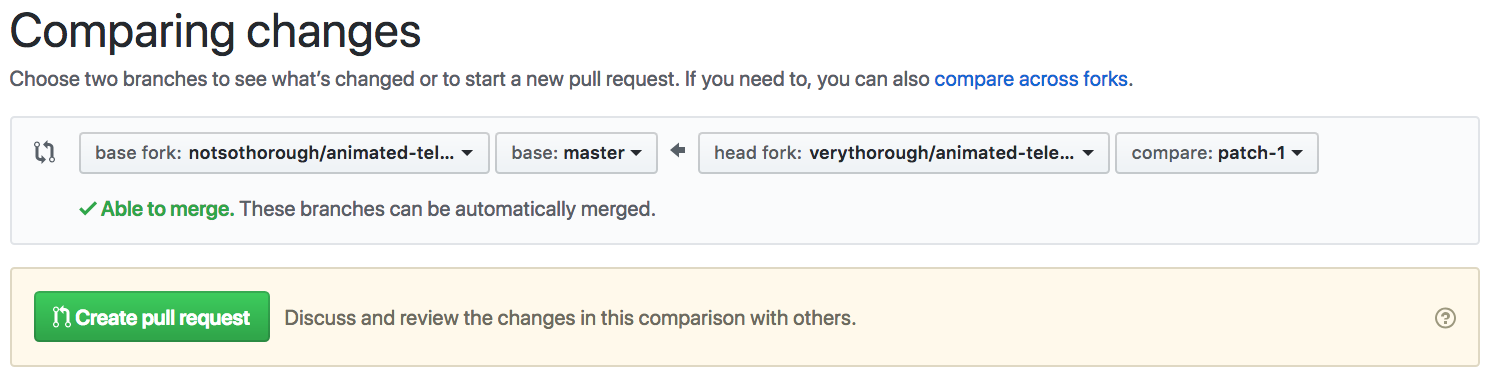 Comparing changes
Choose two branches to see what’s changed or to start a new pull request. If you need to, you can also compare across forks.
base fork: notsothorough/animated-tel... base: master head fork: verythorough/animated-tele... compare: patch-1
Able to merge. These branches can be automatically merged.
Create pull request Discuss and review the changes in this comparison with others. ?